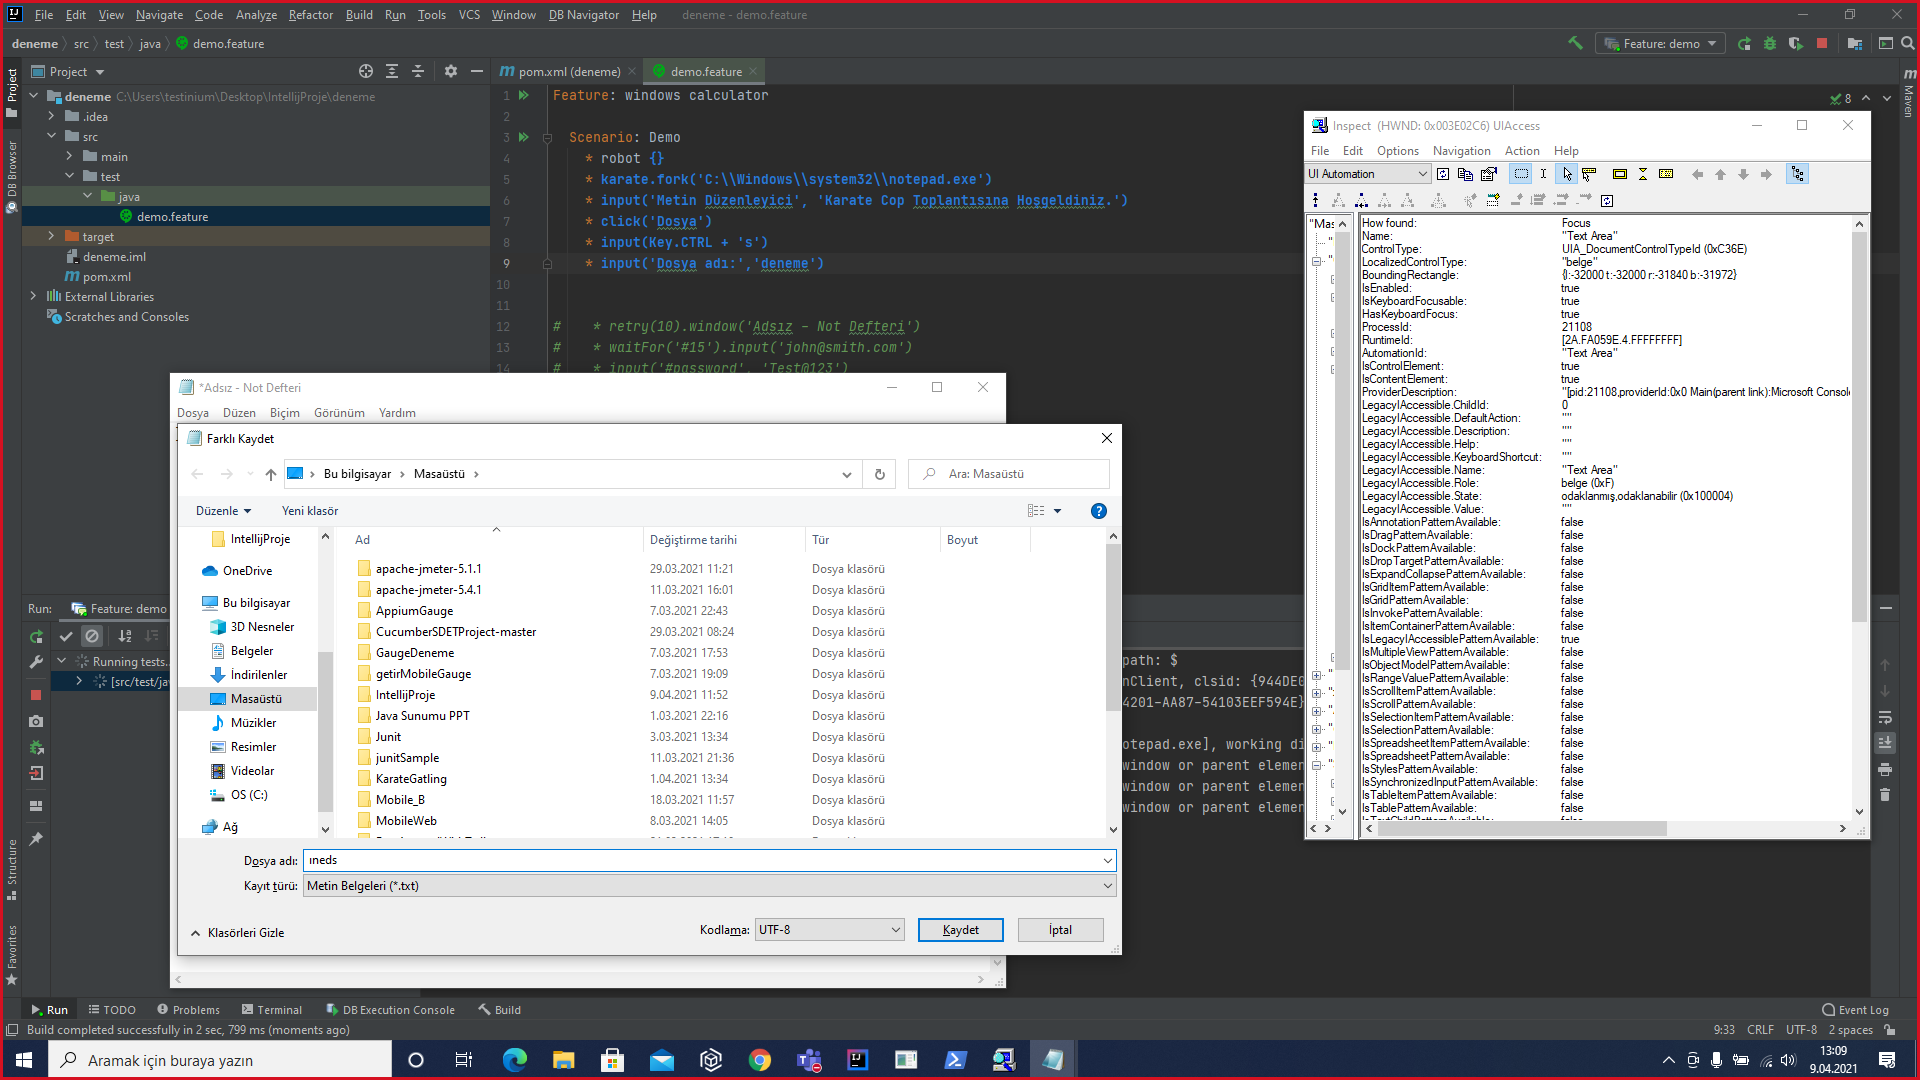 File Edit View Navigate Code Analyze Refactor Build Run Tools VCS Window DB Navigator Help deneme - demo.feature
deneme src test java demo.feature
Feature: demo
Project
pom.xml (deneme)
demo.feature
deneme C:\Users\testinium\Desktop\IntellijProje\deneme
.idea
src
main
test
java
demo.feature
target
deneme.iml
pom.xml
External Libraries
Scratches and Consoles
Project
DB Browser
Structure
Favorites
Maven
8
1 Feature: windows calculator
2
3 Scenario: Demo
4 * robot {}
5 * karate.fork('C:\\Windows\\system32\\notepad.exe')
6 * input('Metin Düzenleyici', 'Karate Cop Toplantısına Hoşgeldiniz.')
7 * click('Dosya')
8 * input(Key.CTRL + 's')
9 * input('Dosya adı:','deneme')
10
11
12 # * retry(10).window('Adsız - Not Defteri')
13 # * waitFor('#15').input('john@smith.com')
14 # * input('#password', 'Test@123')
*Adsız - Not Defteri
Dosya Düzen Biçim Görünüm Yardım
Farklı Kaydet
Bu bilgisayar Masaüstü
Ara: Masaüstü
Düzenle Yeni klasör
IntellijProje
OneDrive
Bu bilgisayar
3D Nesneler
Belgeler
İndirilenler
Masaüstü
Müzikler
Resimler
Videolar
OS (C:)
Ağ
Ad Değiştirme tarihi Tür Boyut
apache-jmeter-5.1.1 29.03.2021 11:21 Dosya klasörü
apache-jmeter-5.4.1 11.03.2021 16:01 Dosya klasörü
AppiumGauge 7.03.2021 22:43 Dosya klasörü
CucumberSDETProject-master 29.03.2021 08:24 Dosya klasörü
GaugeDeneme 7.03.2021 17:53 Dosya klasörü
getirMobileGauge 7.03.2021 19:09 Dosya klasörü
IntellijProje 9.04.2021 11:52 Dosya klasörü
Java Sunumu PPT 1.03.2021 22:16 Dosya klasörü
Junit 3.03.2021 13:34 Dosya klasörü
junitSample 11.03.2021 21:36 Dosya klasörü
KarateGatling 1.04.2021 13:34 Dosya klasörü
Mobile_B 18.03.2021 11:57 Dosya klasörü
MobileWeb 8.03.2021 14:05 Dosya klasörü
Dosya adı: ıneds
Kayıt türü: Metin Belgeleri (*.txt)
Klasörleri Gizle
Kodlama: UTF-8
Kaydet
İptal
Run: Feature: demo
Running tests..
[src/test/jav
path: $
nClient, clsid: {944DE0
4201-AA87-54103EEF594E}
otepad.exe], working di
window or parent elemen
window or parent elemen
window or parent elemen
Inspect (HWND: 0x003E02C6) UIAccess
File Edit Options Navigation Action Help
UI Automation
"Mas
How found: Focus
Name: "Text Area"
ControlType: UIA_DocumentControlTypeId (0xC36E)
LocalizedControlType: "belge"
BoundingRectangle: {l:-32000 t:-32000 r:-31840 b:-31972}
IsEnabled: true
IsKeyboardFocusable: true
HasKeyboardFocus: true
ProcessId: 21108
RuntimeId: [2A.FA059E.4.FFFFFFFF]
AutomationId: "Text Area"
IsControlElement: true
IsContentElement: true
ProviderDescription: "[pid:21108,providerId:0x0 Main(parent link):Microsoft Consol
LegacyIAccessible.ChildId: 0
LegacyIAccessible.DefaultAction: ""
LegacyIAccessible.Description: ""
LegacyIAccessible.Help: ""
LegacyIAccessible.KeyboardShortcut: ""
LegacyIAccessible.Name: "Text Area"
LegacyIAccessible.Role: belge (0xF)
LegacyIAccessible.State: odaklanmış,odaklanabilir (0x100004)
LegacyIAccessible.Value: ""
IsAnnotationPatternAvailable: false
IsDragPatternAvailable: false
IsDockPatternAvailable: false
IsDropTargetPatternAvailable: false
IsExpandCollapsePatternAvailable: false
IsGridItemPatternAvailable: false
IsGridPatternAvailable: false
IsInvokePatternAvailable: false
IsItemContainerPatternAvailable: false
IsLegacyIAccessiblePatternAvailable: true
IsMultipleViewPatternAvailable: false
IsObjectModelPatternAvailable: false
IsRangeValuePatternAvailable: false
IsScrollItemPatternAvailable: false
IsScrollPatternAvailable: false
IsSelectionItemPatternAvailable: false
IsSelectionPatternAvailable: false
IsSpreadsheetItemPatternAvailable: false
IsSpreadsheetPatternAvailable: false
IsStylesPatternAvailable: false
IsSynchronizedInputPatternAvailable: false
IsTableItemPatternAvailable: false
IsTablePatternAvailable: false
IsTextChildPatternAvailable: false
Run TODO Problems Terminal DB Execution Console Build Event Log
Build completed successfully in 2 sec, 799 ms (moments ago) 9:33 CRLF UTF-8 2 spaces
Aramak için buraya yazın
13:09
9.04.2021